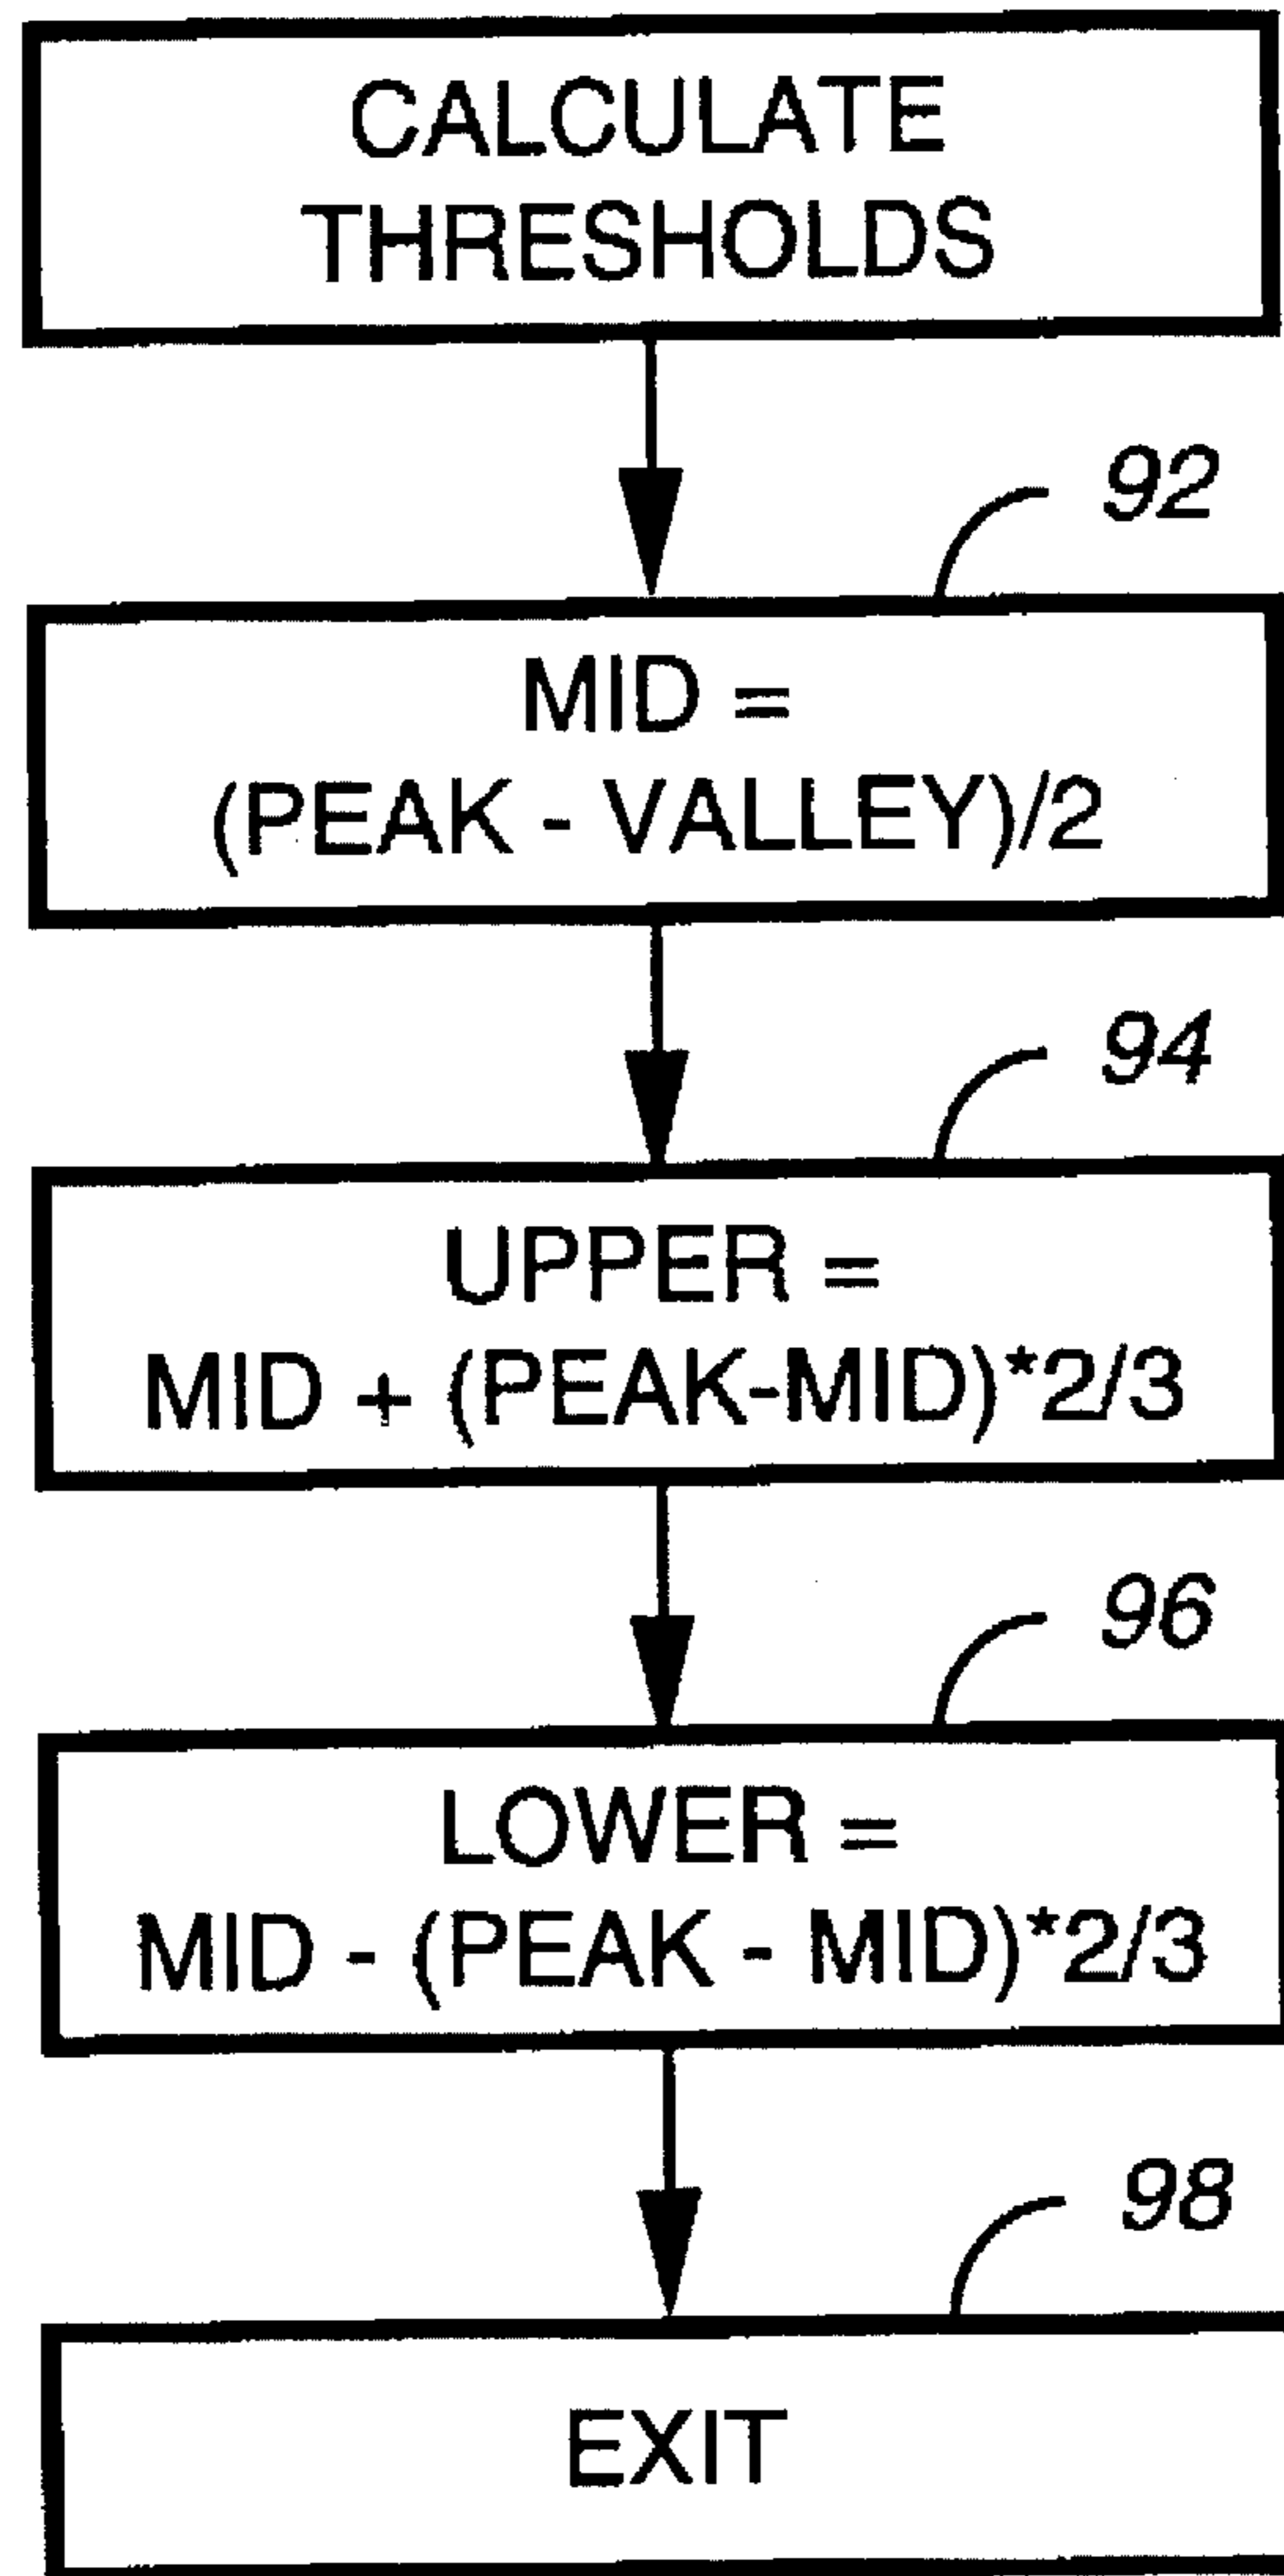 CALCULATE
THRESHOLDS
92
MID =
(PEAK - VALLEY)/2
94
UPPER =
MID + (PEAK-MID)*2/3
96
LOWER =
MID - (PEAK - MID)*2/3
98
EXIT